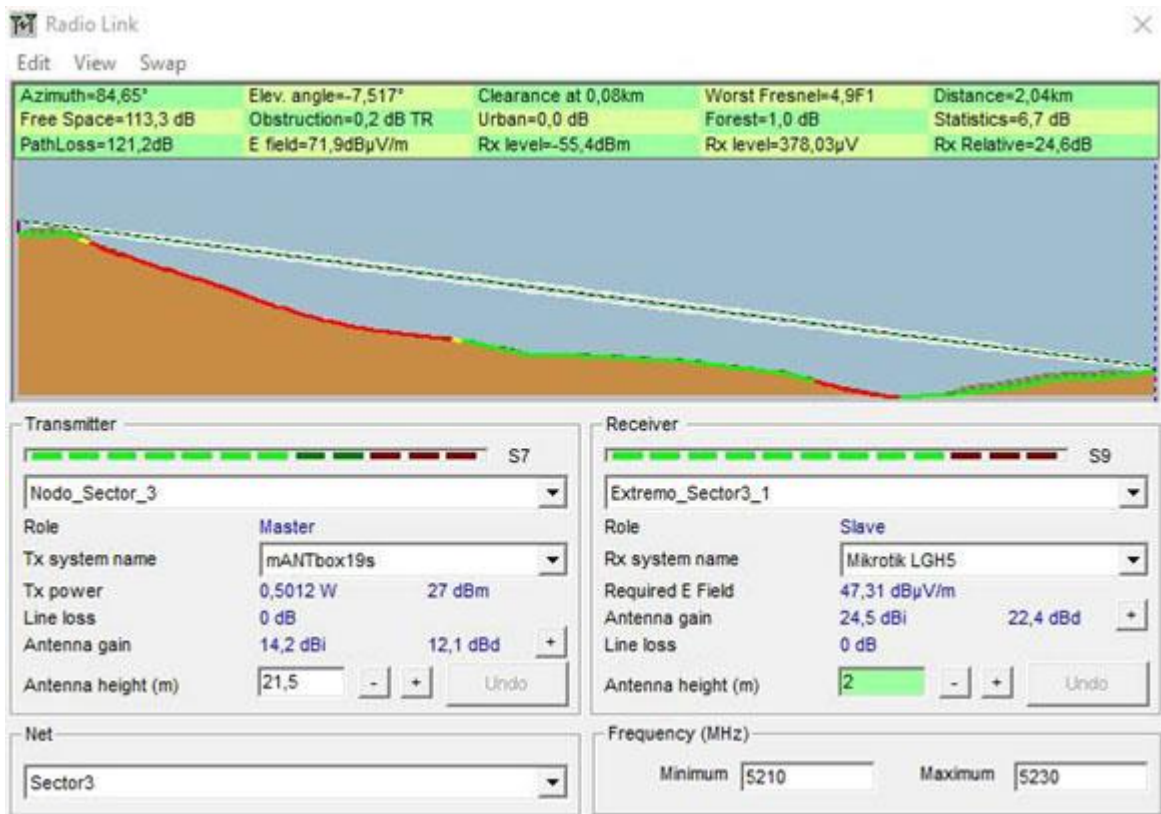 Radio Link
Edit View Swap
Azimuth=84,65° Elev. angle=-7,517° Clearance at 0,08km Worst Fresnel=4,9F1 Distance=2,04km
Free Space=113,3 dB Obstruction=0,2 dB TR Urban=0,0 dB Forest=1,0 dB Statistics=6,7 dB
PathLoss=121,2dB E field=71,9dBµV/m Rx level=-55,4dBm Rx level=378,03µV Rx Relative=24,6dB
Transmitter
S7
Nodo_Sector_3
Role Master
Tx system name mANTbox19s
Tx power 0,5012 W 27 dBm
Line loss 0 dB
Antenna gain 14,2 dBi 12,1 dBd +
Antenna height (m) 21,5 - + Undo
Receiver
S9
Extremo_Sector3_1
Role Slave
Rx system name Mikrotik LGH5
Required E Field 47,31 dBµV/m
Antenna gain 24,5 dBi 22,4 dBd +
Line loss 0 dB
Antenna height (m) 2 - + Undo
Net
Sector3
Frequency (MHz)
Minimum 5210 Maximum 5230